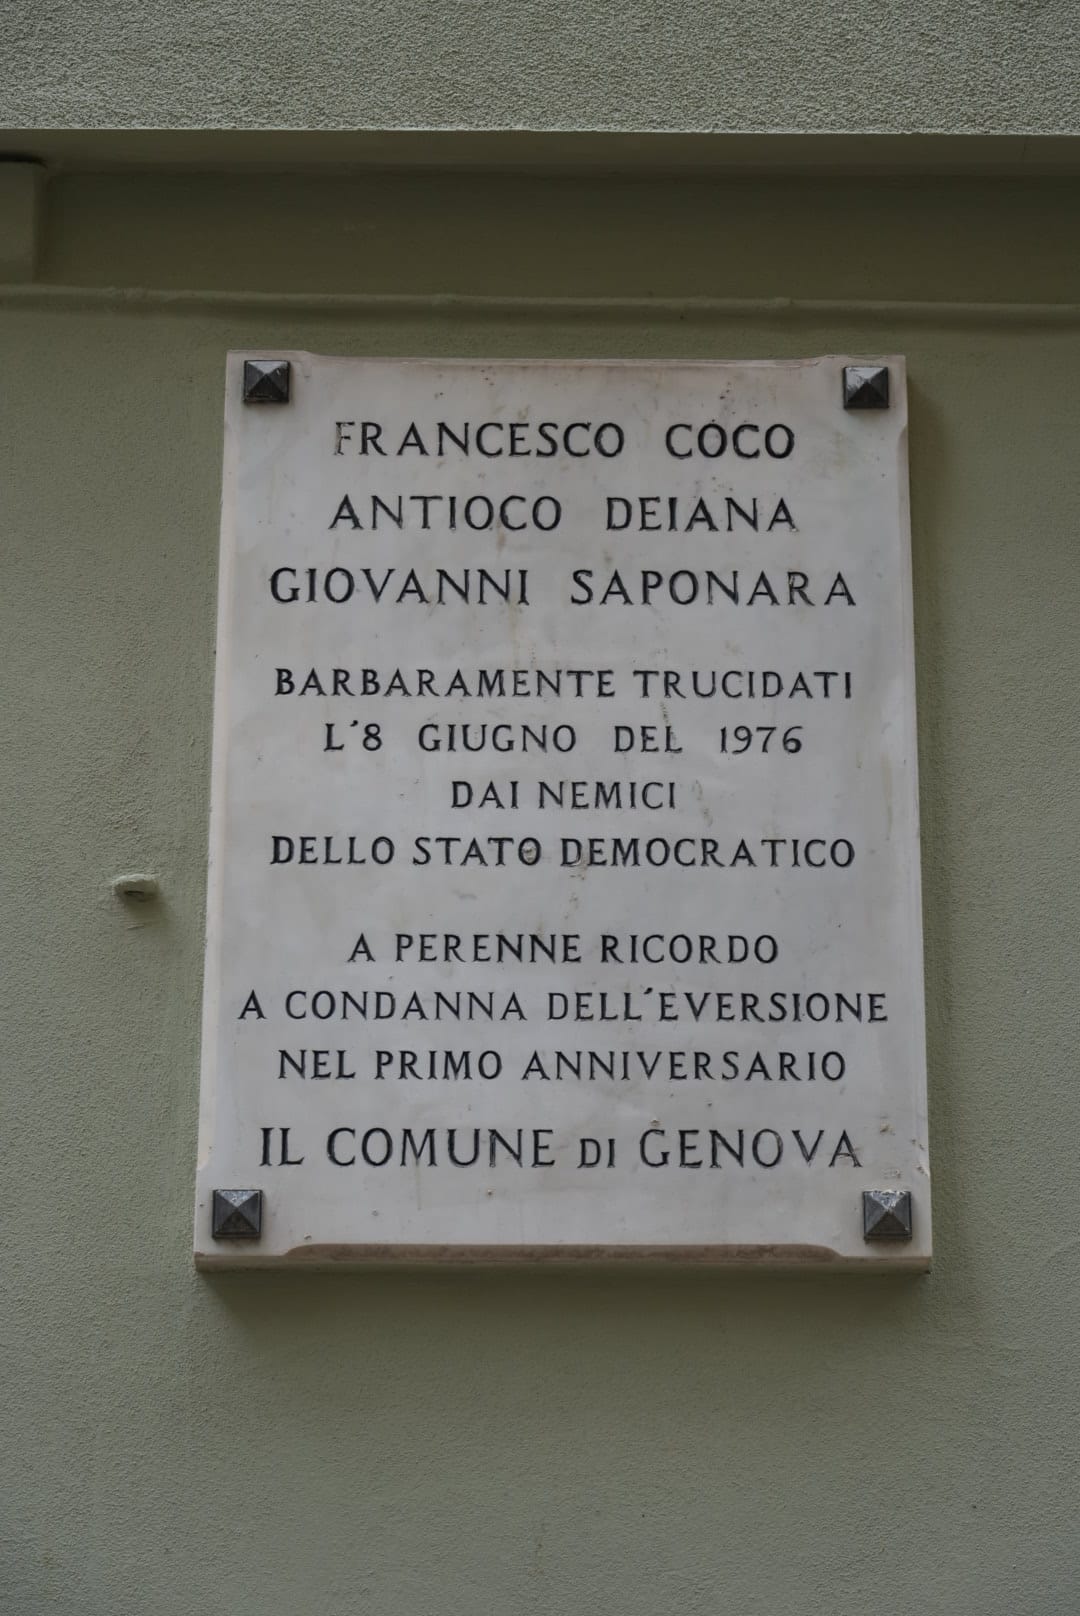 FRANCESCO COCO
ANTIOCO DEIANA
GIOVANNI SAPONARA
BARBARAMENTE TRUCIDATI
L'8 GIUGNO DEL 1976
DAI NEMICI
DELLO STATO DEMOCRATICO
A PERENNE RICORDO
A CONDANNA DELL'EVERSIONE
NEL PRIMO ANNIVERSARIO
IL COMUNE DI GENOVA